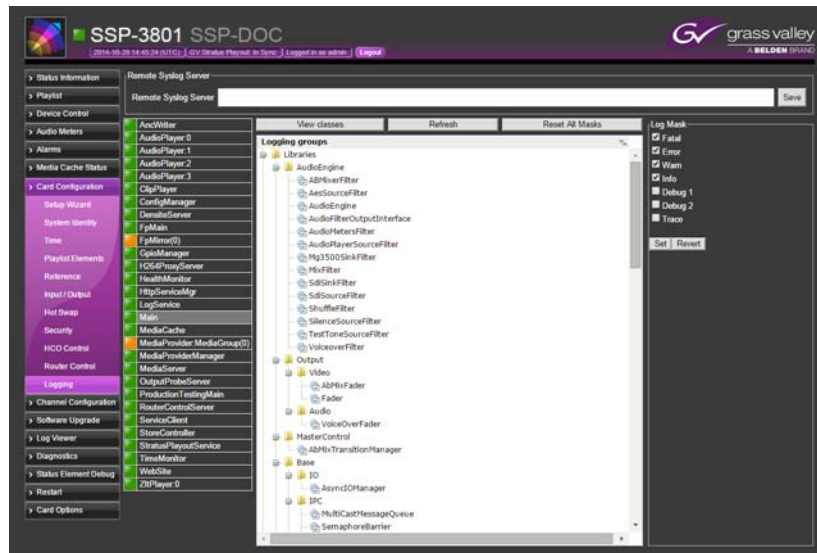 SSP-3801 SSP-DOC
2014-10-29 14:40:24 (UTC) GV Stratus Playout: In Sync Logged in as admin Logout
grass valley
A BELDEN BRAND
Status Information
Playlist
Device Control
Audio Meters
Alarms
Media Cache Status
Card Configuration
Setup Wizard
System Identity
Time
Playlist Elements
Reference
Input / Output
Hot Swap
Security
HCO Control
Router Control
Logging
Channel Configuration
Software Upgrade
Log Viewer
Diagnostics
Status Element Debug
Restart
Card Options
Remote Syslog Server
Remote Syslog Server
Save
AncWriter
AudioPlayer:0
AudioPlayer:1
AudioPlayer:2
AudioPlayer:3
ClipPlayer
ConfigManager
DensiteServer
FpMain
FpMirror(0)
GpioManager
H264ProxyServer
HealthMonitor
HttpServiceMgr
LogService
Main
MediaCache
MediaProvider:MediaGroup(0)
MediaProviderManager
MediaServer
OutputProbeServer
ProductionTestingMain
RouterControlServer
ServiceClient
StoreController
StratusPlayoutService
TimeMonitor
WebSite
ZltPlayer:0
View classes
Refresh
Reset All Masks
Logging groups
Libraries
AudioEngine
ABMixerFilter
AesSourceFilter
AudioEngine
AudioFilterOutputInterface
AudioMetersFilter
AudioPlayerSourceFilter
Mg3500SinkFilter
MixFilter
SdiSinkFilter
SdiSourceFilter
ShuffleFilter
SilenceSourceFilter
TestToneSourceFilter
VoiceoverFilter
Output
Video
AbMixFader
Fader
Audio
VoiceOverFader
MasterControl
AbMixTransitionManager
Base
IO
AsyncIOManager
IPC
MultiCastMessageQueue
SemaphoreBarrier
Log Mask
Fatal
Error
Warn
Info
Debug 1
Debug 2
Trace
Set
Revert